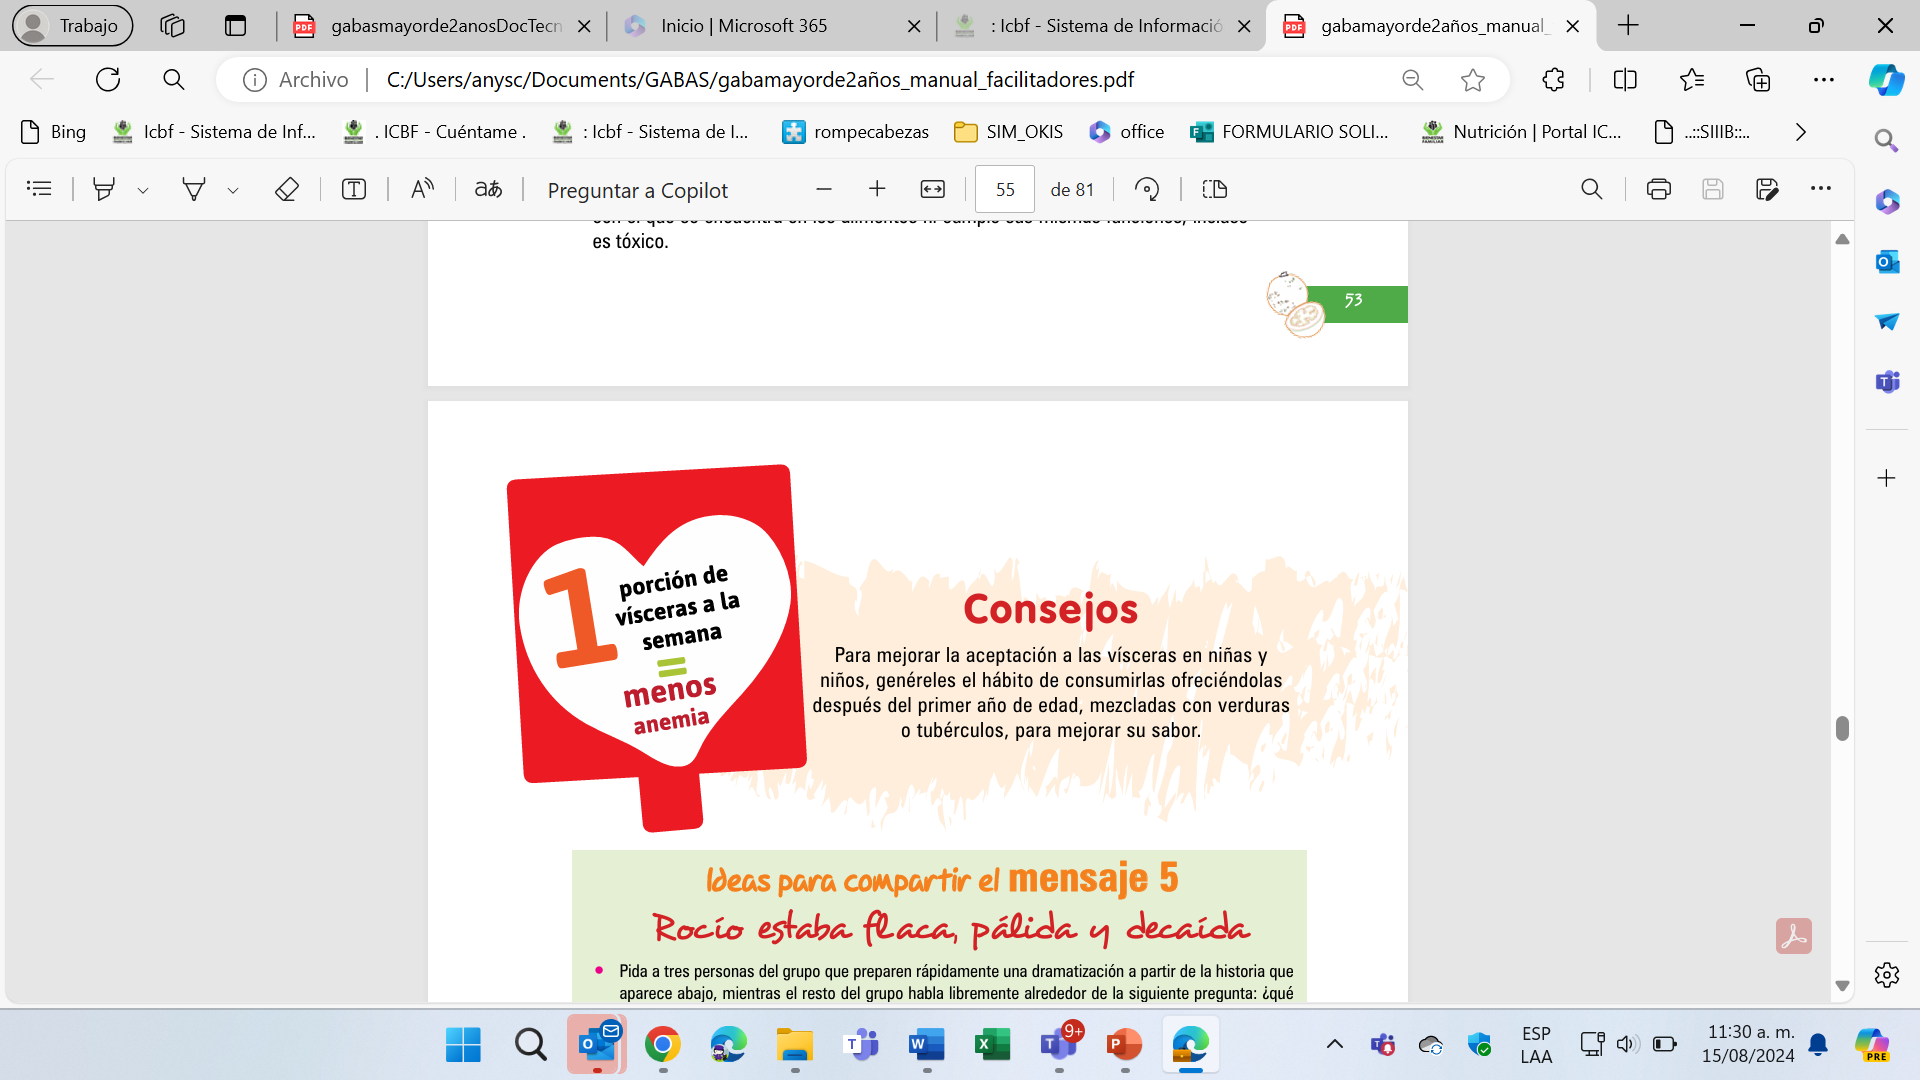 Trabajo
gabasmayorde2anosDocTecn
Inicio | Microsoft 365
: Icbf - Sistema de Informació
gabamayorde2años_manual_
Archivo
C:/Users/anysc/Documents/GABAS/gabamayorde2años_manual_facilitadores.pdf
Bing
Icbf - Sistema de Inf...
. ICBF - Cuéntame .
: Icbf - Sistema de I...
rompecabezas
SIM_OKIS
office
FORMULARIO SOLI...
Nutrición | Portal IC...
..::SIIIB::..
Preguntar a Copilot
55
de 81
es tóxico.
53
1
porción de
vísceras a la
semana
=
menos
anemia
Consejos
Para mejorar la aceptación a las vísceras en niñas y
niños, genéreles el hábito de consumirlas ofreciéndolas
después del primer año de edad, mezcladas con verduras
o tubérculos, para mejorar su sabor.
Ideas para compartir el mensaje 5
Rocío estaba flaca, pálida y decaída
• Pida a tres personas del grupo que preparen rápidamente una dramatización a partir de la historia que
aparece abajo, mientras el resto del grupo habla libremente alrededor de la siguiente pregunta: ¿qué
9+
ESP
LAA
11:30 a. m.
15/08/2024
PRE